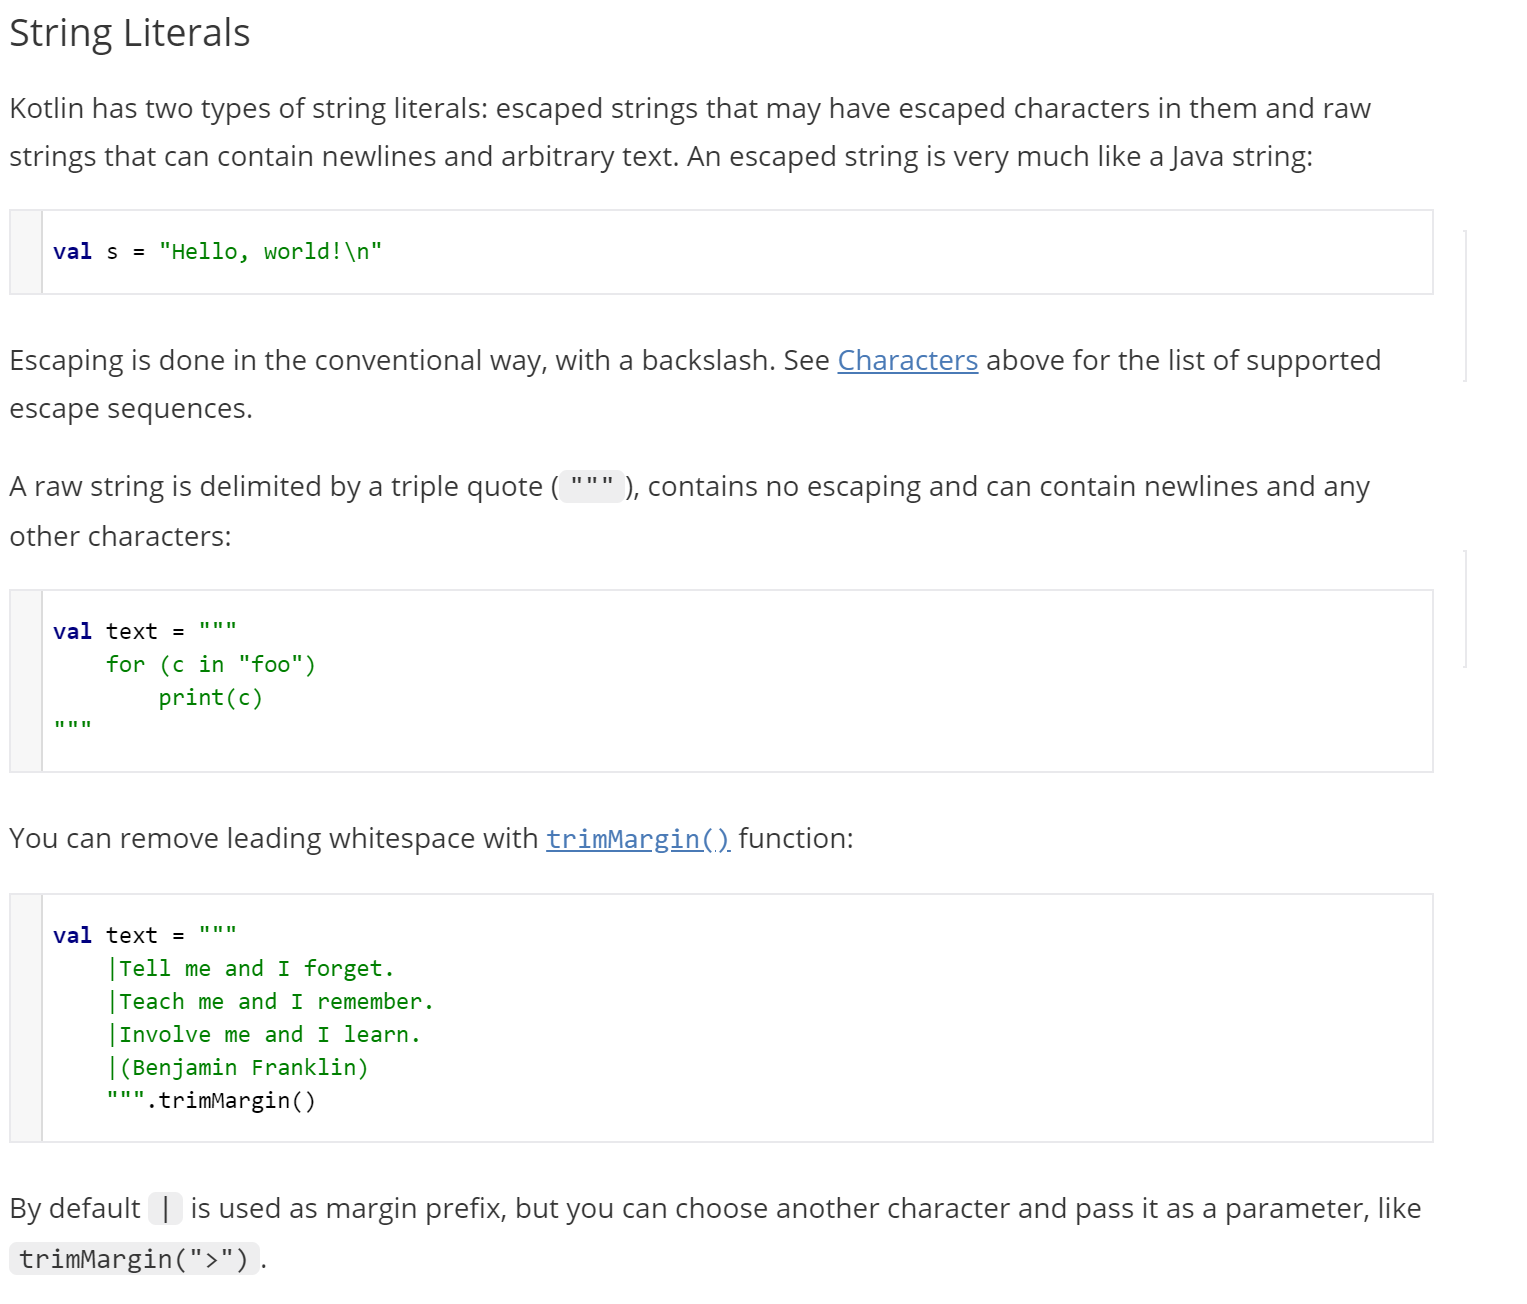 String Literals
Kotlin has two types of string literals: escaped strings that may have escaped characters in them and raw
strings that can contain newlines and arbitrary text. An escaped string is very much like a Java string:
val s = "Hello, world!\n"
Escaping is done in the conventional way, with a backslash. See Characters above for the list of supported
escape sequences.
A raw string is delimited by a triple quote ( """ ), contains no escaping and can contain newlines and any
other characters:
val text = """
    for (c in "foo")
        print(c)
"""
You can remove leading whitespace with trimMargin() function:
val text = """
    |Tell me and I forget.
    |Teach me and I remember.
    |Involve me and I learn.
    |(Benjamin Franklin)
    """.trimMargin()
By default | is used as margin prefix, but you can choose another character and pass it as a parameter, like
trimMargin(">") .